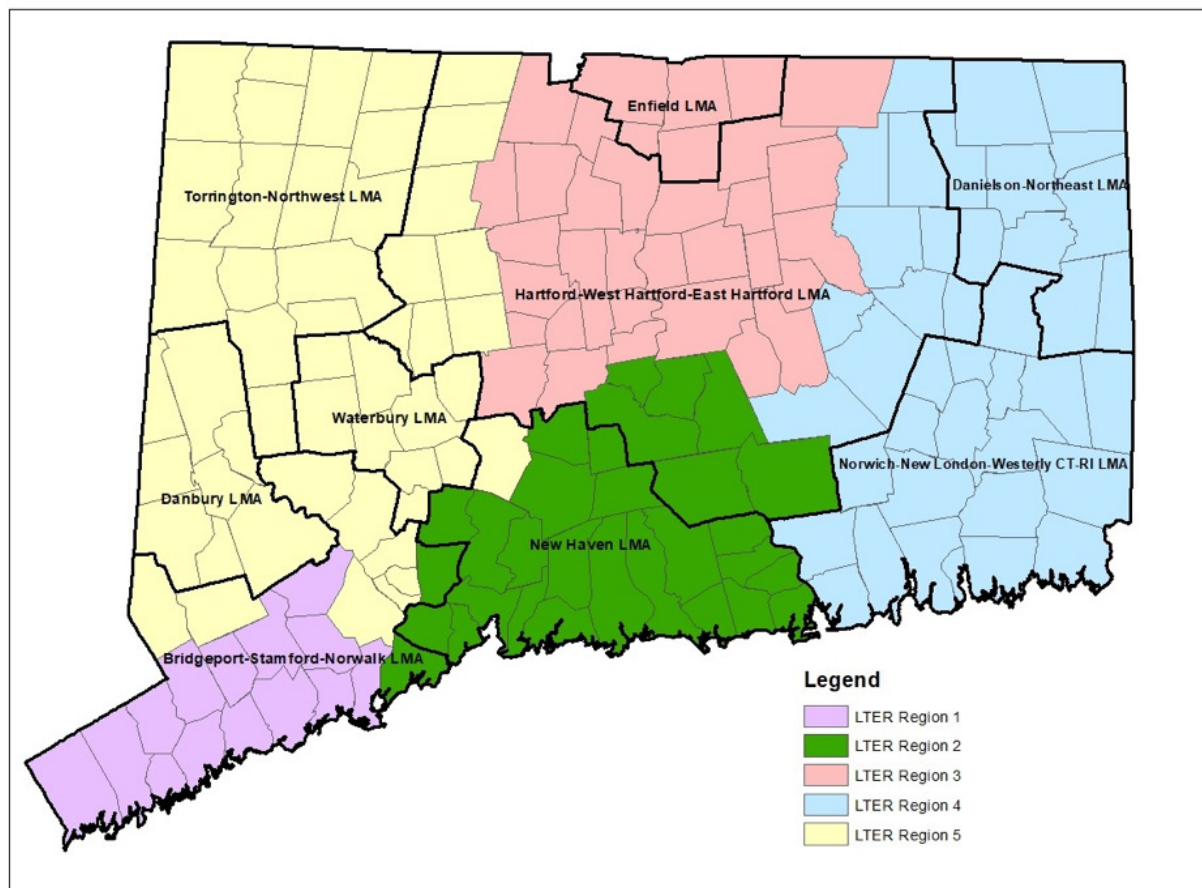 Enfield LMA
Torrington-Northwest LMA
Danielson-Northeast LMA
Hartford-West Hartford-East Hartford LMA
Waterbury LMA
Norwich-New London-Westerly CT-RI LMA
Danbury LMA
New Haven LMA
Bridgeport-Stamford-Norwalk LMA
Legend
LTER Region 1
LTER Region 2
LTER Region 3
LTER Region 4
LTER Region 5